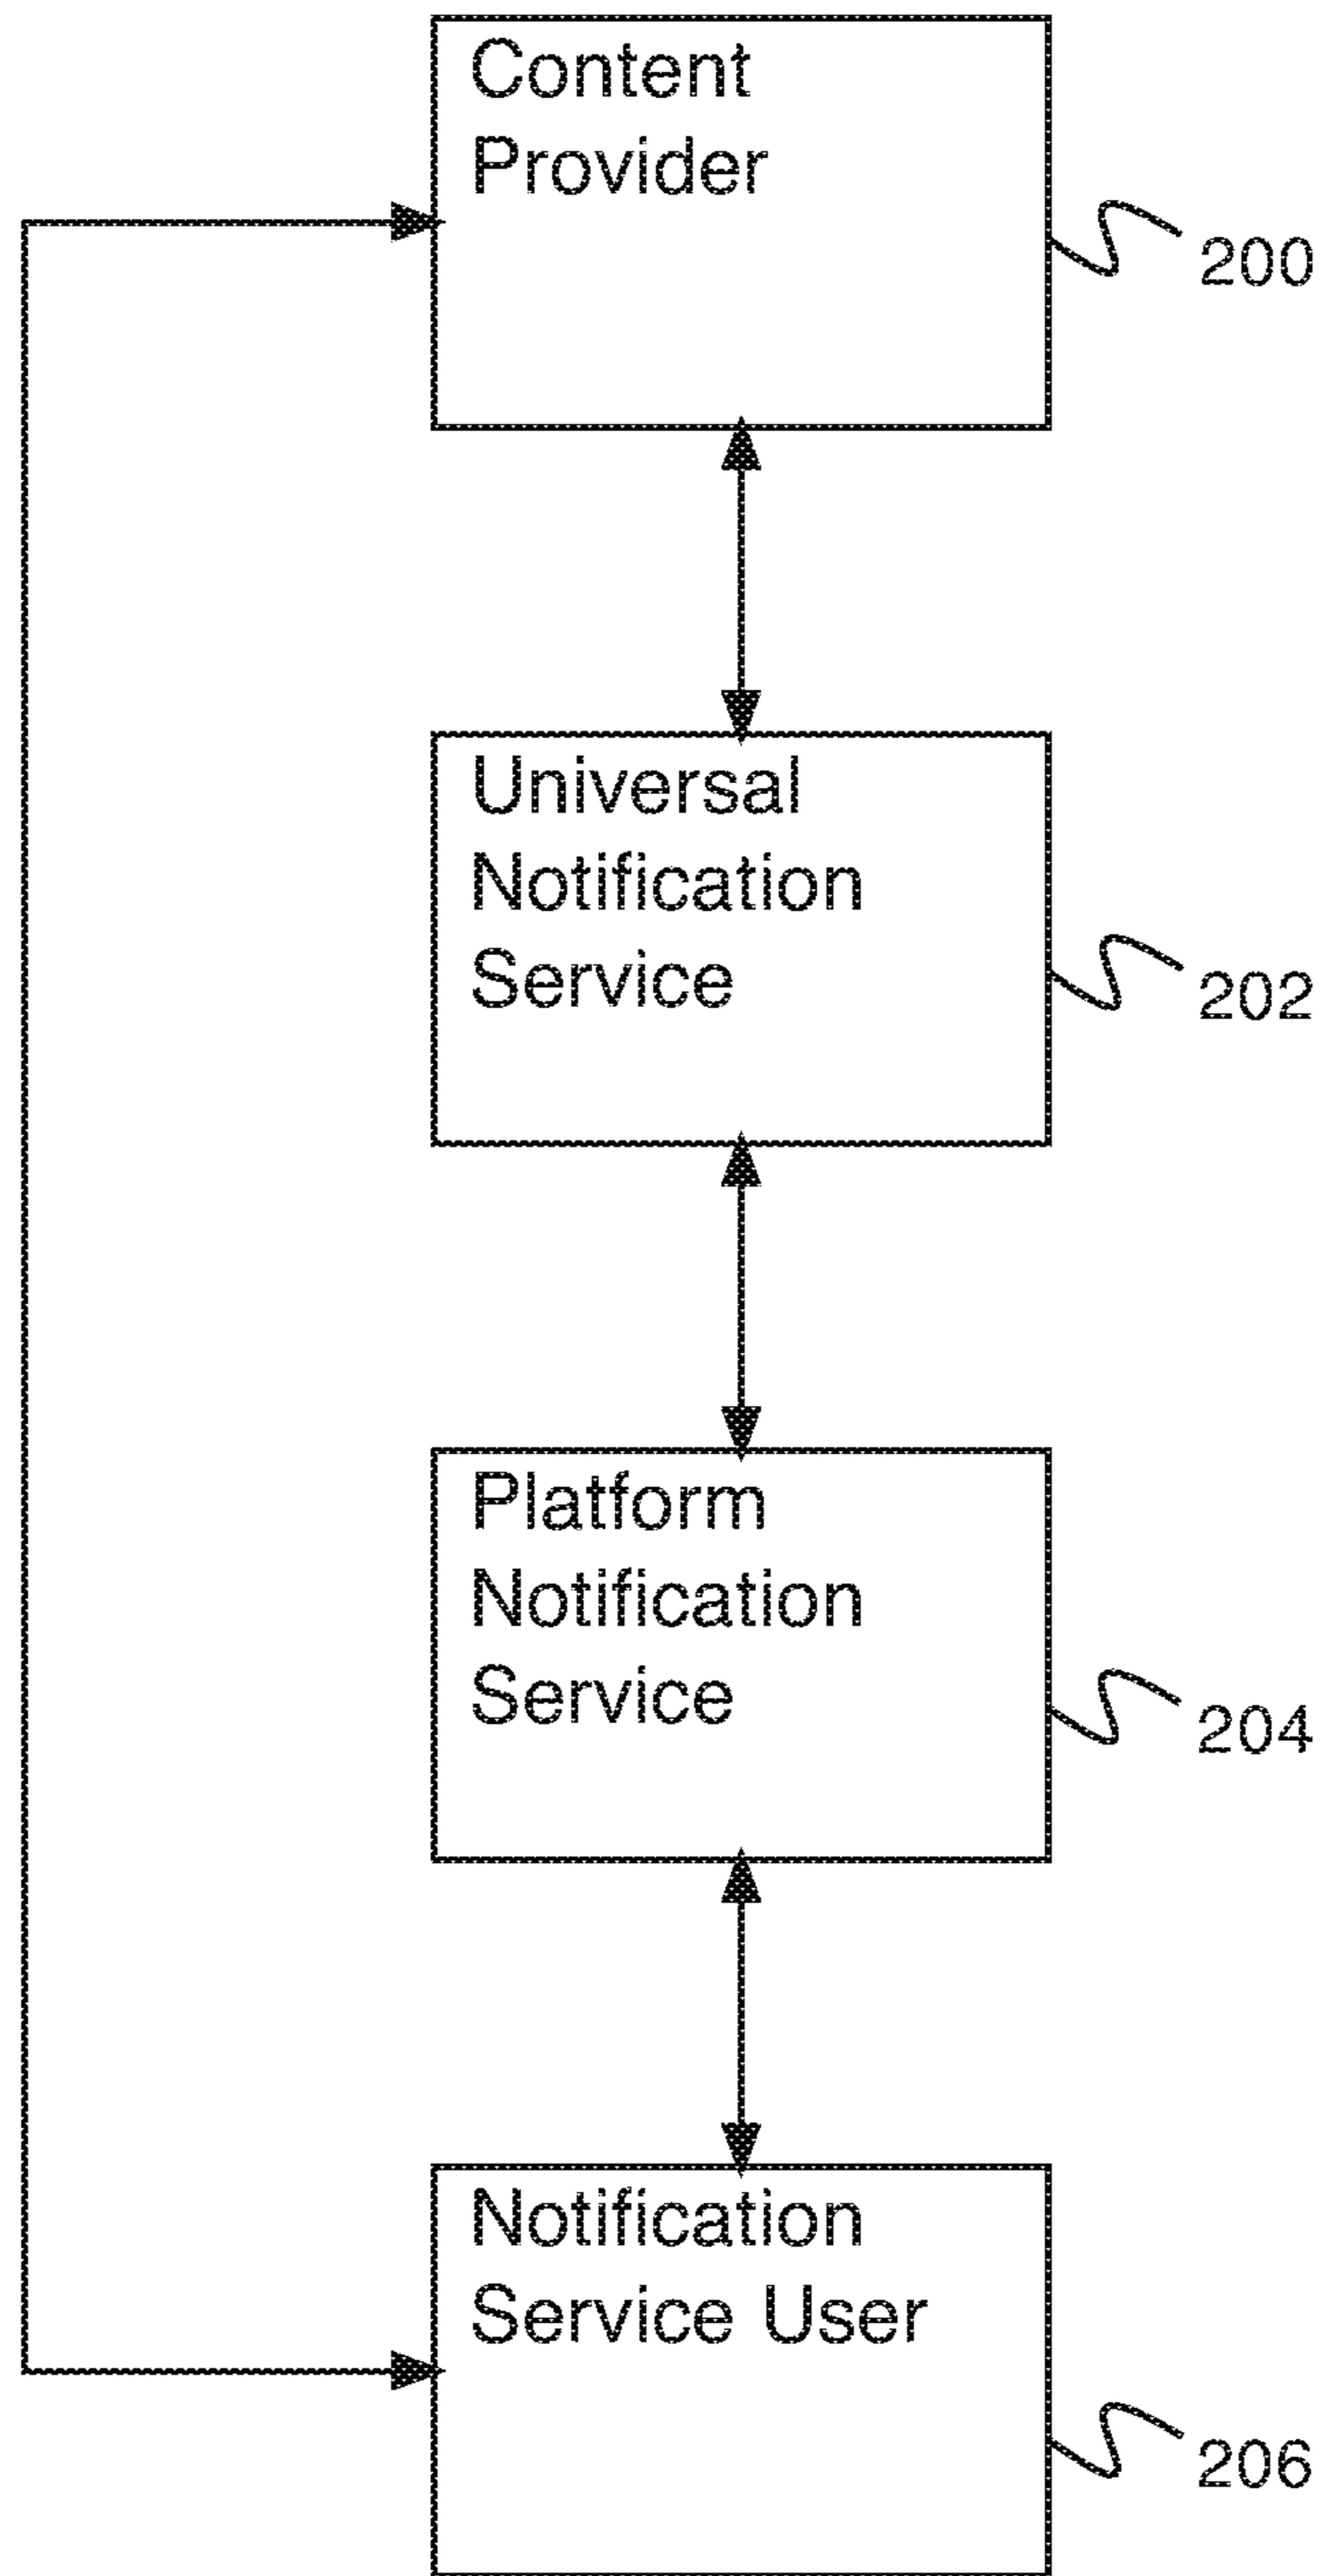 Content
Provider
200
Universal
Notification
Service
202
Platform
Notification
Service
204
Notification
Service User
206